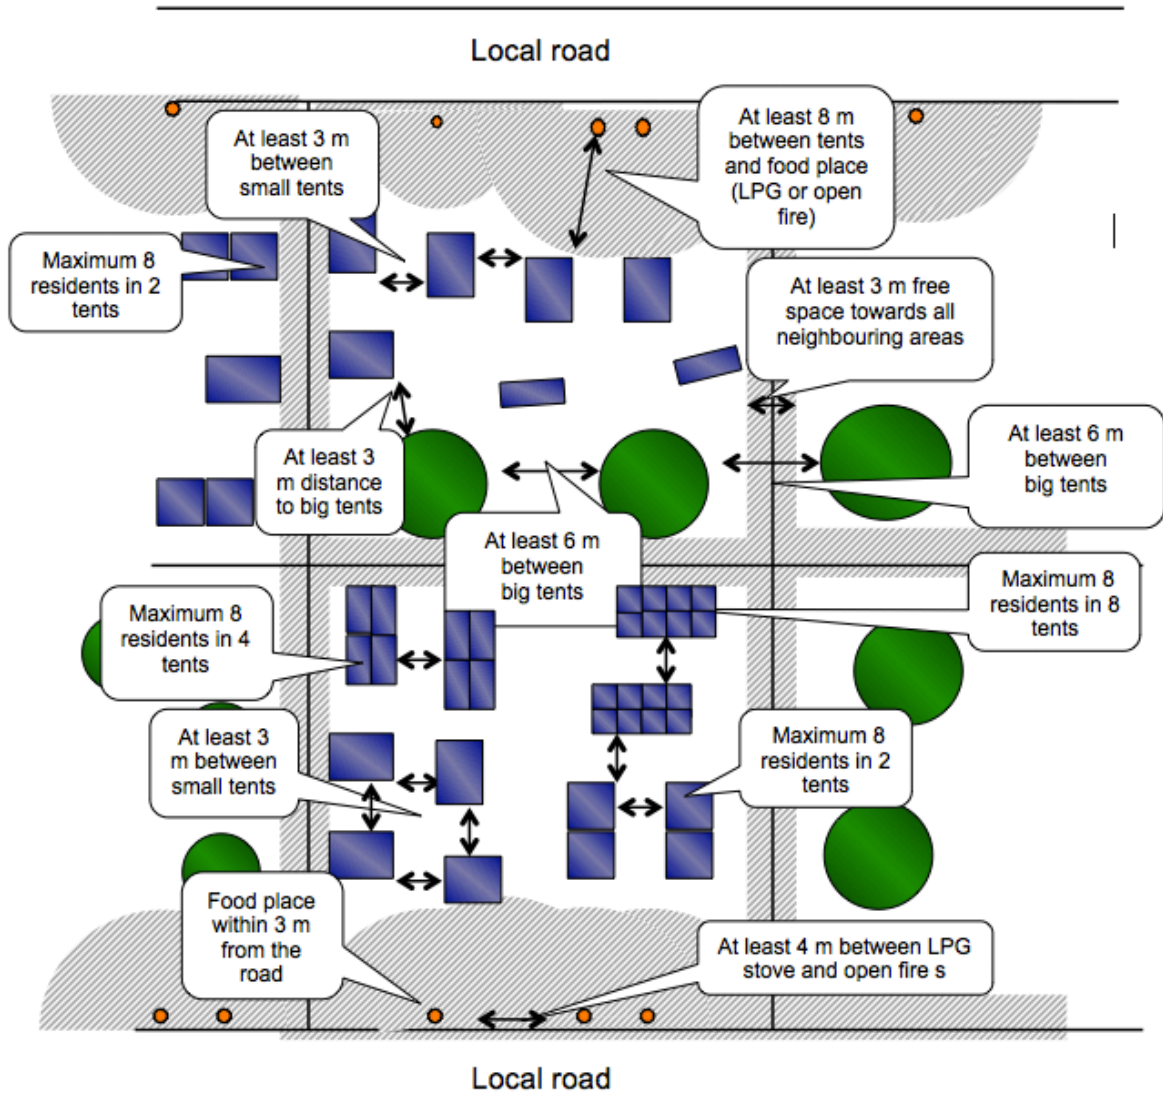 Local road
At least 3 m
between
small tents
At least 8 m
between tents
and food place
(LPG or open
fire)
Maximum 8
residents in 2
tents
At least 3 m free
space towards all
neighbouring areas
At least 3
m distance
to big tents
At least 6 m
between
big tents
At least 6 m
between
big tents
Maximum 8
residents in 4
tents
Maximum 8
residents in 8
tents
At least 3
m between
small tents
Maximum 8
residents in 2
tents
Food place
within 3 m
from the
road
At least 4 m between LPG
stove and open fire s
Local road